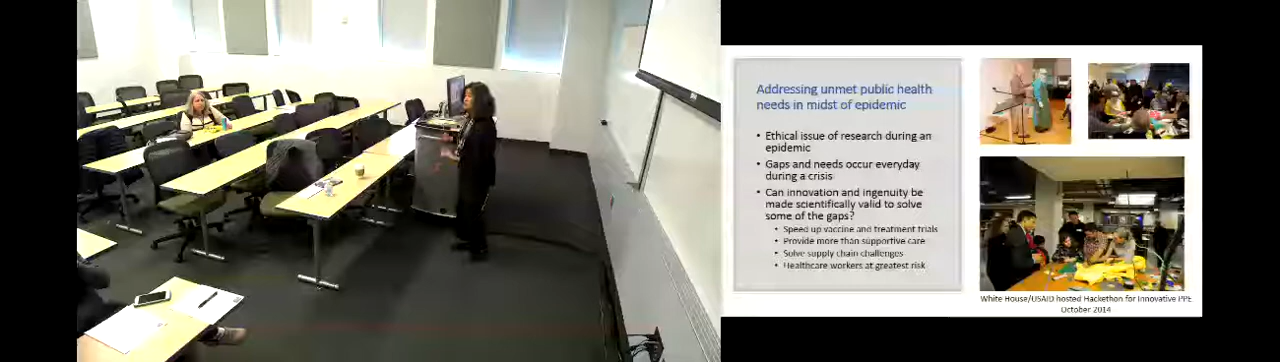 Addressing unmet public health
needs in midst of epidemic
• Ethical issue of research during an
epidemic
• Gaps and needs occur everyday
during a crisis
• Can innovation and ingenuity be
made scientifically valid to solve
some of the gaps?
• Speed up vaccine and treatment trials
• Provide more than supportive care
• Solve supply chain challenges
• Healthcare workers at greatest risk
White House/USAID hosted Hackethon for Innovative PPE
October 2014